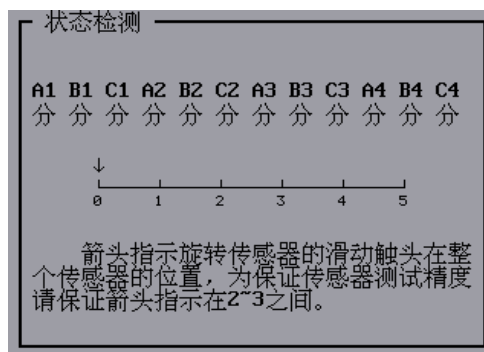 状态检测
A1 B1 C1 A2 B2 C2 A3 B3 C3 A4 B4 C4
分 分 分 分 分 分 分 分 分 分 分 分
0 1 2 3 4 5
箭头指示旋转传感器的滑动触头在整
个传感器的位置，为保证传感器测试精度
请保证箭头指示在2~3之间。